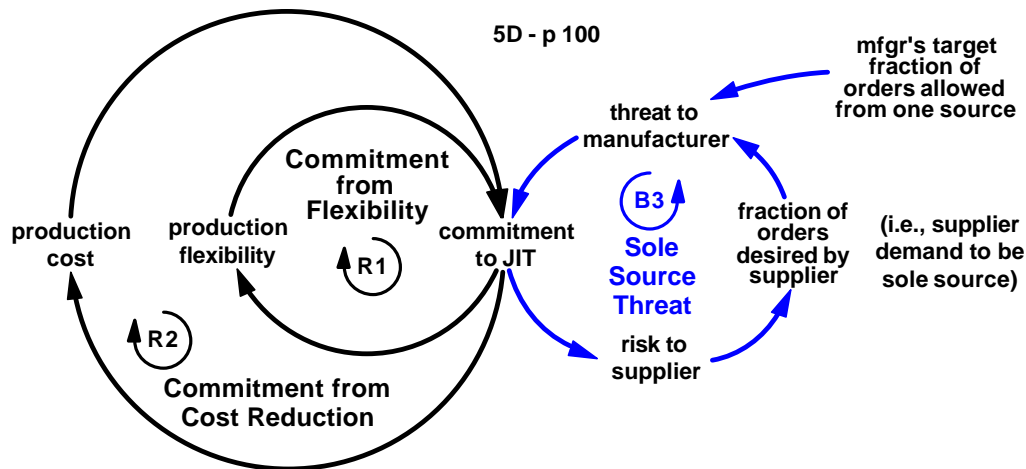 5D - p 100
mfgr's target
fraction of
orders allowed
from one source
threat to
manufacturer
Commitment
from
Flexibility
B3
production
cost
production
flexibility
commitment
to JIT
fraction of
orders
desired by
supplier
(i.e., supplier
demand to be
sole source)
R1
Sole
Source
Threat
R2
risk to
supplier
Commitment from
Cost Reduction